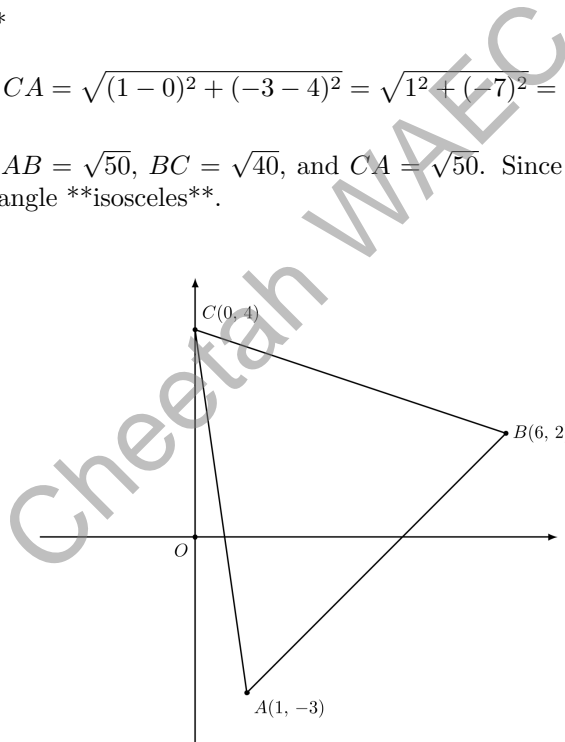 *
CA = √((1 − 0)² + (−3 − 4)²) = √(1² + (−7)²) =
AB = √50, BC = √40, and CA = √50. Since
angle **isosceles**.
C(0, 4)
B(6, 2
O
A(1, −3)
Cheetah WAEC